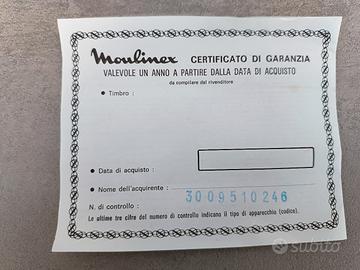 Moulinex CERTIFICATO DI GARANZIA
VALEVOLE UN ANNO A PARTIRE DALLA DATA DI ACQUISTO
da compilare dal rivenditore
• Timbro :
• Data di acquisto :
• Nome dell'acquirente :
3009510246
N. di controllo :
Le ultime tre cifre del numero di controllo indicano il tipo di apparecchio (codice).
subito